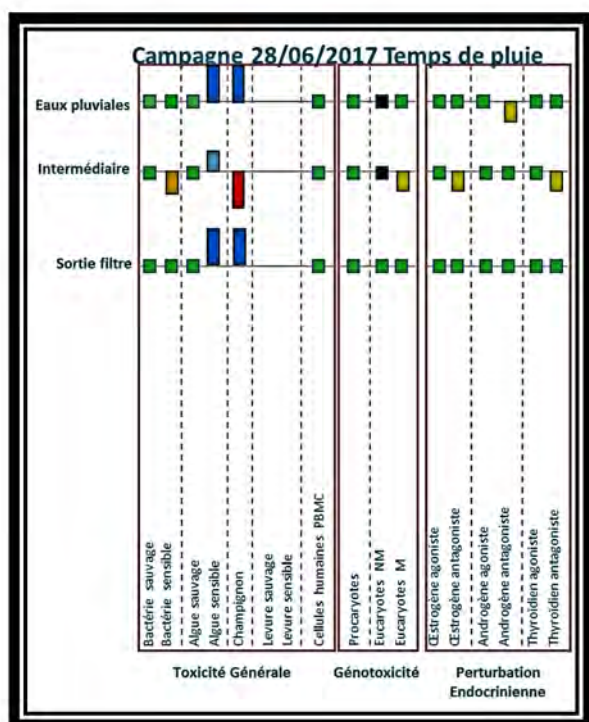 Campagne 28/06/2017 Temps de pluie
Eaux pluviales
Intermédiaire
Sortie filtre
Bactérie sauvage
Bactérie sensible
Algue sauvage
Algue sensible
Champignon
Levure sauvage
Levure sensible
Cellules humaines PBMC
Procaryotes
Eucaryotes NM
Eucaryotes M
Œstrogène agoniste
Œstrogène antagoniste
Androgène agoniste
Androgène antagoniste
Thyroïdien agoniste
Thyroïdien antagoniste
Toxicité Générale
Génotoxicité
Perturbation
Endocrinienne